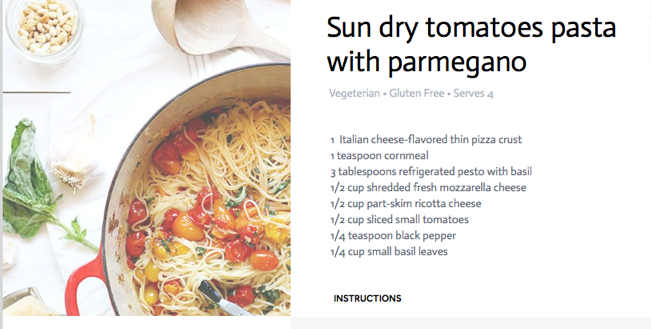 Sun dry tomatoes pasta
with parmegano
Vegeterian • Gluten Free • Serves 4
1 Italian cheese-flavored thin pizza crust
1 teaspoon cornmeal
3 tablespoons refrigerated pesto with basil
1/2 cup shredded fresh mozzarella cheese
1/2 cup part-skim ricotta cheese
1/2 cup sliced small tomatoes
1/4 teaspoon black pepper
1/4 cup small basil leaves
INSTRUCTIONS